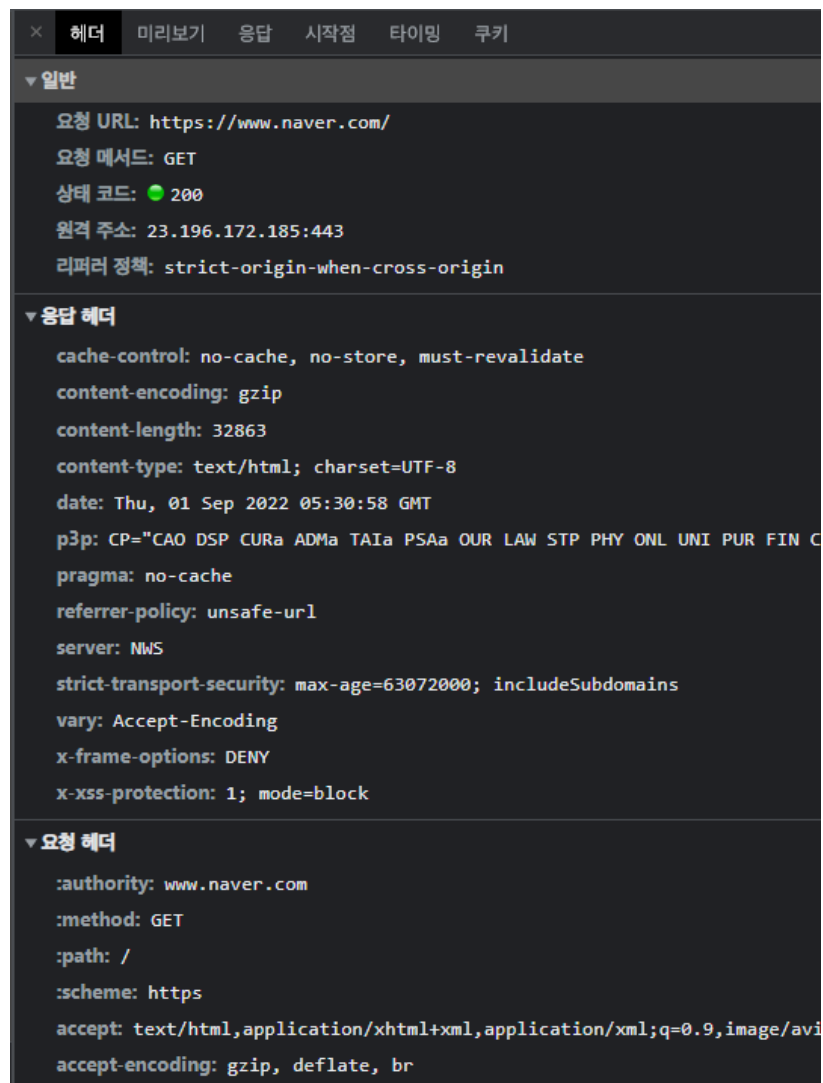 × 헤더 미리보기 응답 시작점 타이밍 쿠키
▼일반
요청 URL: https://www.naver.com/
요청 메서드: GET
상태 코드: 200
원격 주소: 23.196.172.185:443
리퍼러 정책: strict-origin-when-cross-origin
▼응답 헤더
cache-control: no-cache, no-store, must-revalidate
content-encoding: gzip
content-length: 32863
content-type: text/html; charset=UTF-8
date: Thu, 01 Sep 2022 05:30:58 GMT
p3p: CP="CAO DSP CURa ADMa TAIa PSAa OUR LAW STP PHY ONL UNI PUR FIN C
pragma: no-cache
referrer-policy: unsafe-url
server: NWS
strict-transport-security: max-age=63072000; includeSubdomains
vary: Accept-Encoding
x-frame-options: DENY
x-xss-protection: 1; mode=block
▼요청 헤더
:authority: www.naver.com
:method: GET
:path: /
:scheme: https
accept: text/html,application/xhtml+xml,application/xml;q=0.9,image/avi
accept-encoding: gzip, deflate, br